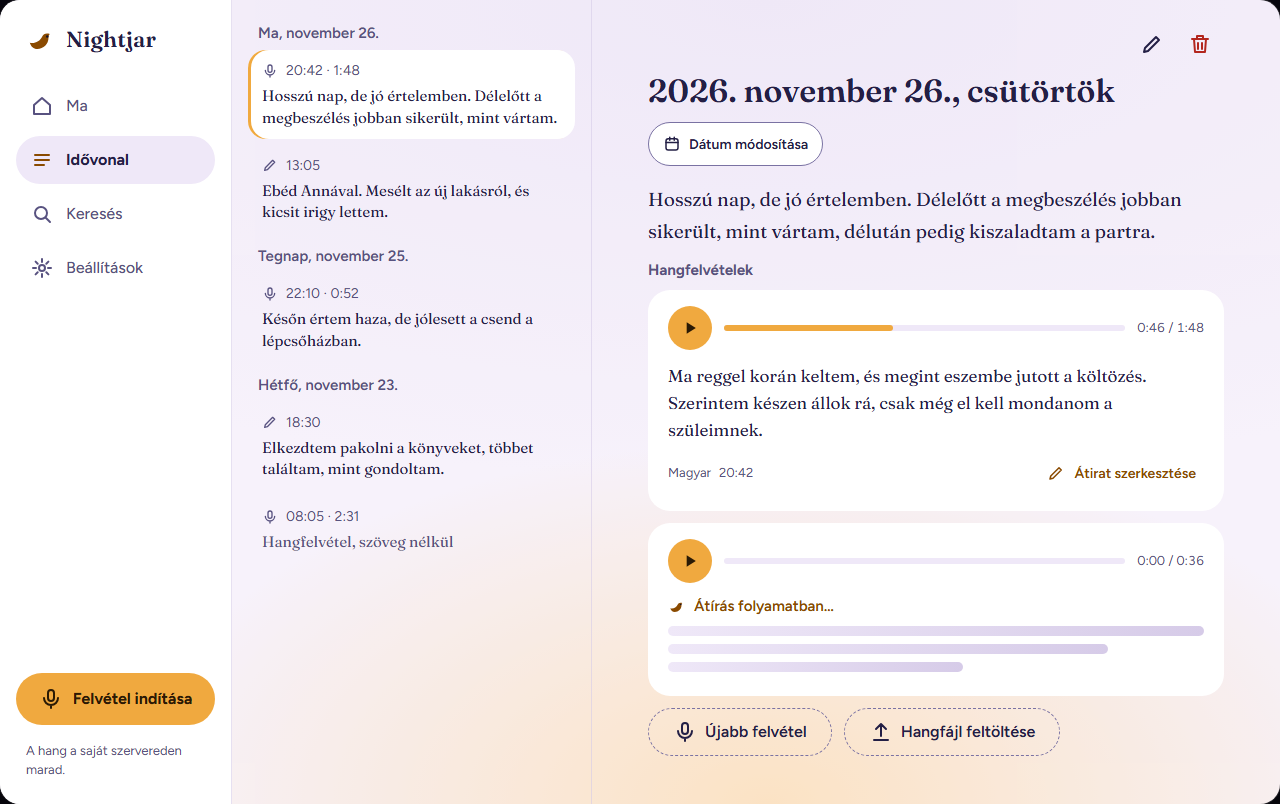 Nightjar
Ma
Idővonal
Keresés
Beállítások
Felvétel indítása
A hang a saját szervereden
marad.
Ma, november 26.
20:42 · 1:48
Hosszú nap, de jó értelemben. Délelőtt a
megbeszélés jobban sikerült, mint vártam.
13:05
Ebéd Annával. Mesélt az új lakásról, és
kicsit irigy lettem.
Tegnap, november 25.
22:10 · 0:52
Későn értem haza, de jólesett a csend a
lépcsőházban.
Hétfő, november 23.
18:30
Elkezdtem pakolni a könyveket, többet
találtam, mint gondoltam.
08:05 · 2:31
Hangfelvétel, szöveg nélkül
2026. november 26., csütörtök
Dátum módosítása
Hosszú nap, de jó értelemben. Délelőtt a megbeszélés jobban
sikerült, mint vártam, délután pedig kiszaladtam a partra.
Hangfelvételek
0:46 / 1:48
Ma reggel korán keltem, és megint eszembe jutott a költözés.
Szerintem készen állok rá, csak még el kell mondanom a
szüleimnek.
Magyar 20:42
Átirat szerkesztése
0:00 / 0:36
Átírás folyamatban…
Újabb felvétel
Hangfájl feltöltése